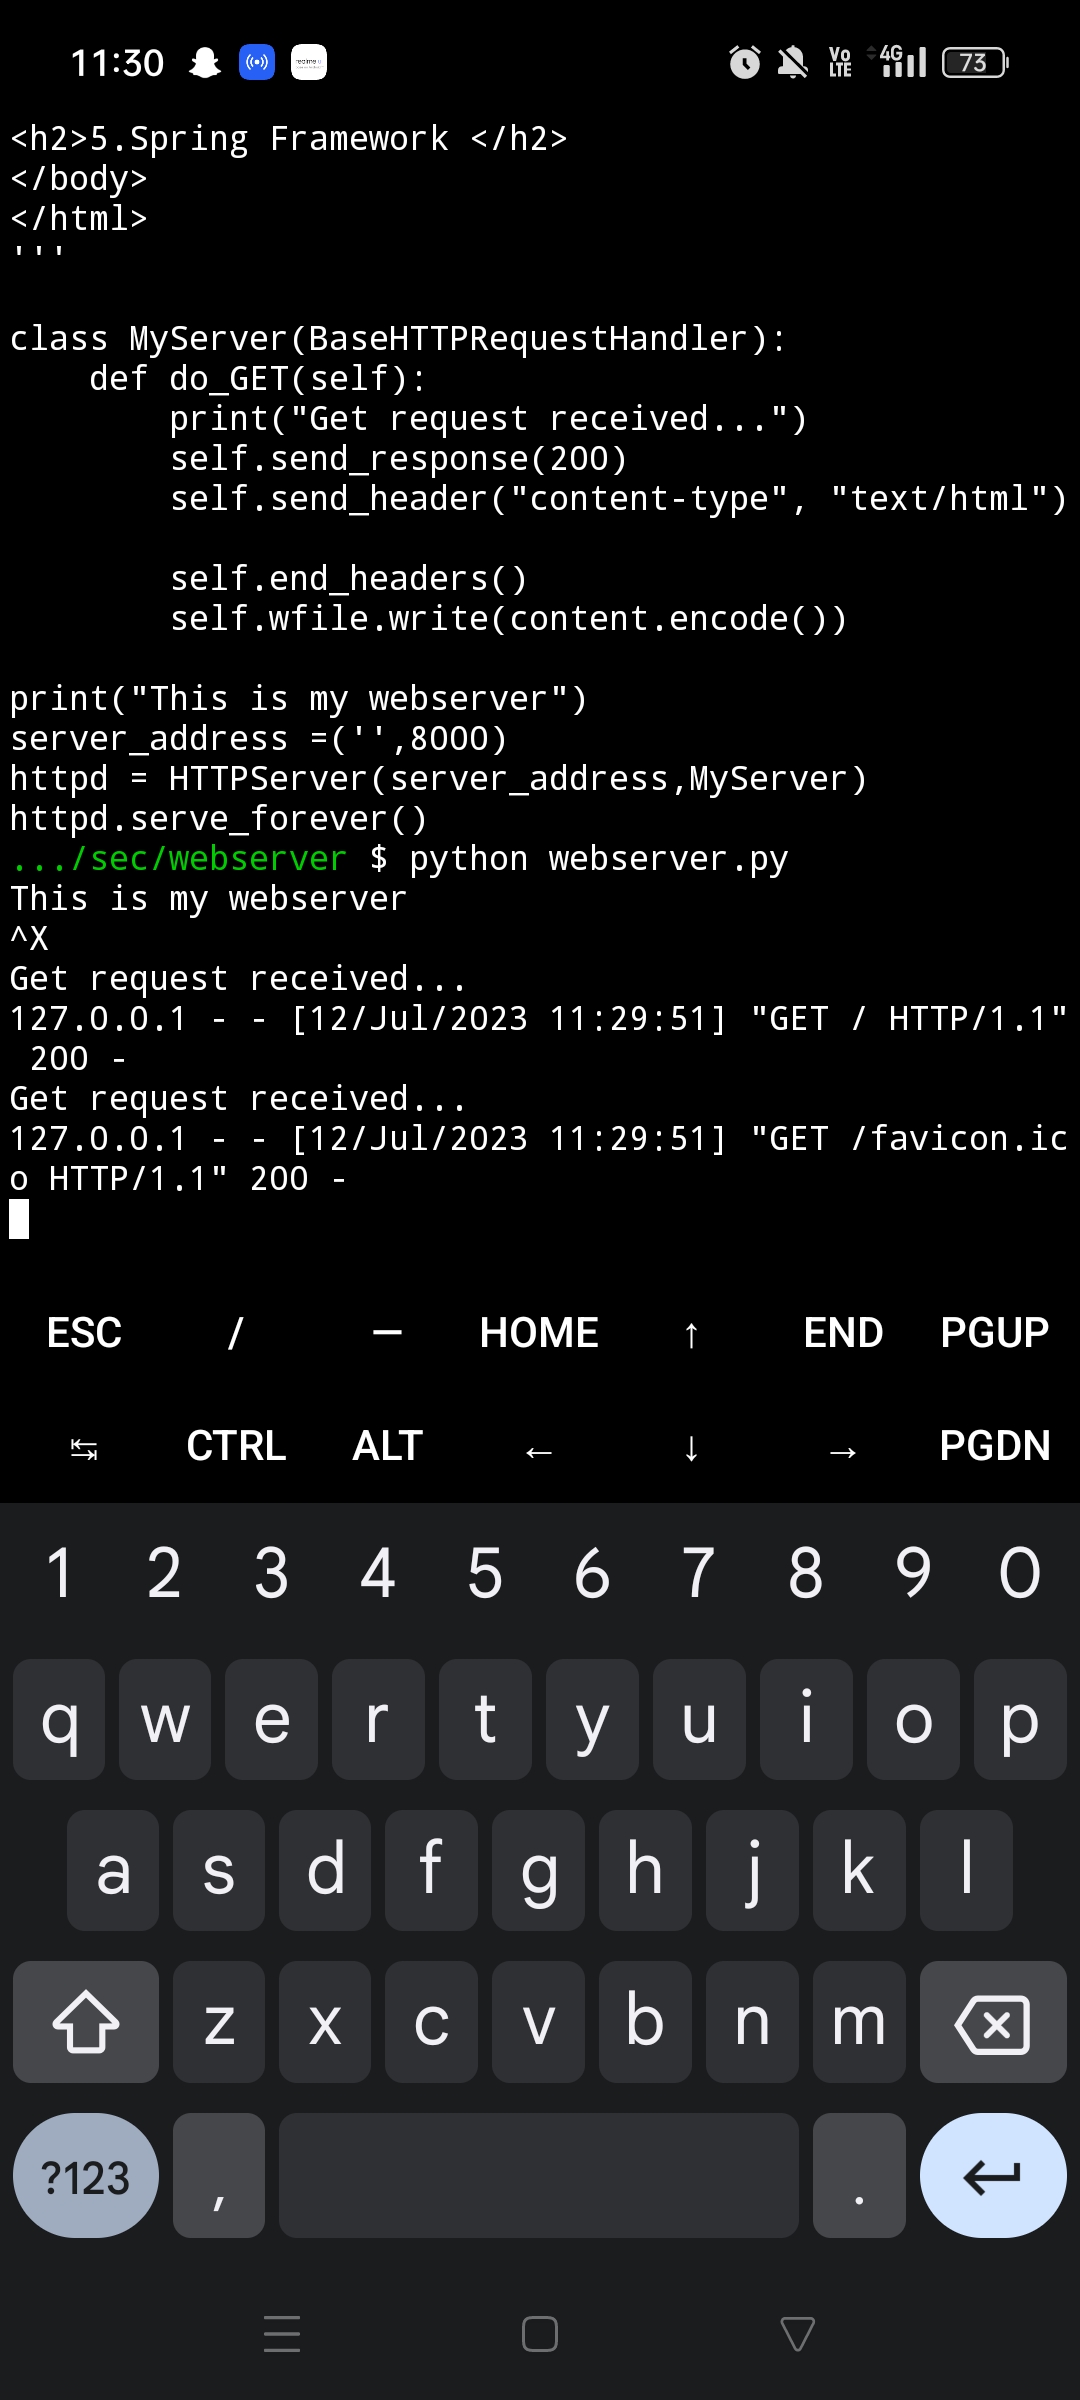 11:30 realme Vo LTE 4G 73
<h2>5.Spring Framework </h2>
</body>
</html>
'''
class MyServer(BaseHTTPRequestHandler):
    def do_GET(self):
        print("Get request received...")
        self.send_response(200)
        self.send_header("content-type", "text/html")
        self.end_headers()
        self.wfile.write(content.encode())
print("This is my webserver")
server_address =('',8000)
httpd = HTTPServer(server_address,MyServer)
httpd.serve_forever()
.../sec/webserver $ python webserver.py
This is my webserver
^X
Get request received...
127.0.0.1 - - [12/Jul/2023 11:29:51] "GET / HTTP/1.1"
 200 -
Get request received...
127.0.0.1 - - [12/Jul/2023 11:29:51] "GET /favicon.ic
o HTTP/1.1" 200 -
ESC / — HOME ↑ END PGUP
↹ CTRL ALT ← ↓ → PGDN
1 2 3 4 5 6 7 8 9 0
q w e r t y u i o p
a s d f g h j k l
z x c v b n m
?123 , .